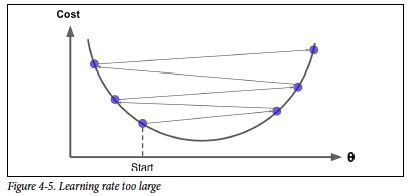 Cost
Start
θ
Figure 4-5. Learning rate too large